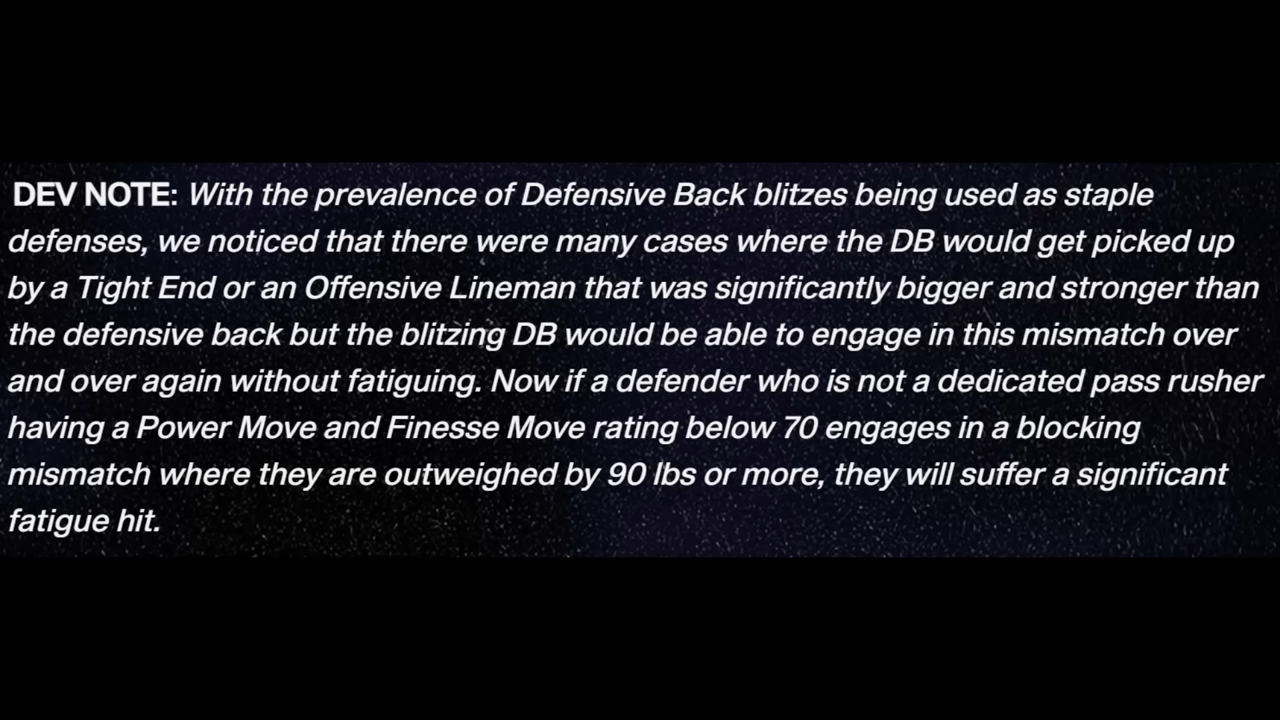 DEV NOTE: With the prevalence of Defensive Back blitzes being used as staple
defenses, we noticed that there were many cases where the DB would get picked up
by a Tight End or an Offensive Lineman that was significantly bigger and stronger than
the defensive back but the blitzing DB would be able to engage in this mismatch over
and over again without fatiguing. Now if a defender who is not a dedicated pass rusher
having a Power Move and Finesse Move rating below 70 engages in a blocking
mismatch where they are outweighed by 90 lbs or more, they will suffer a significant
fatigue hit.